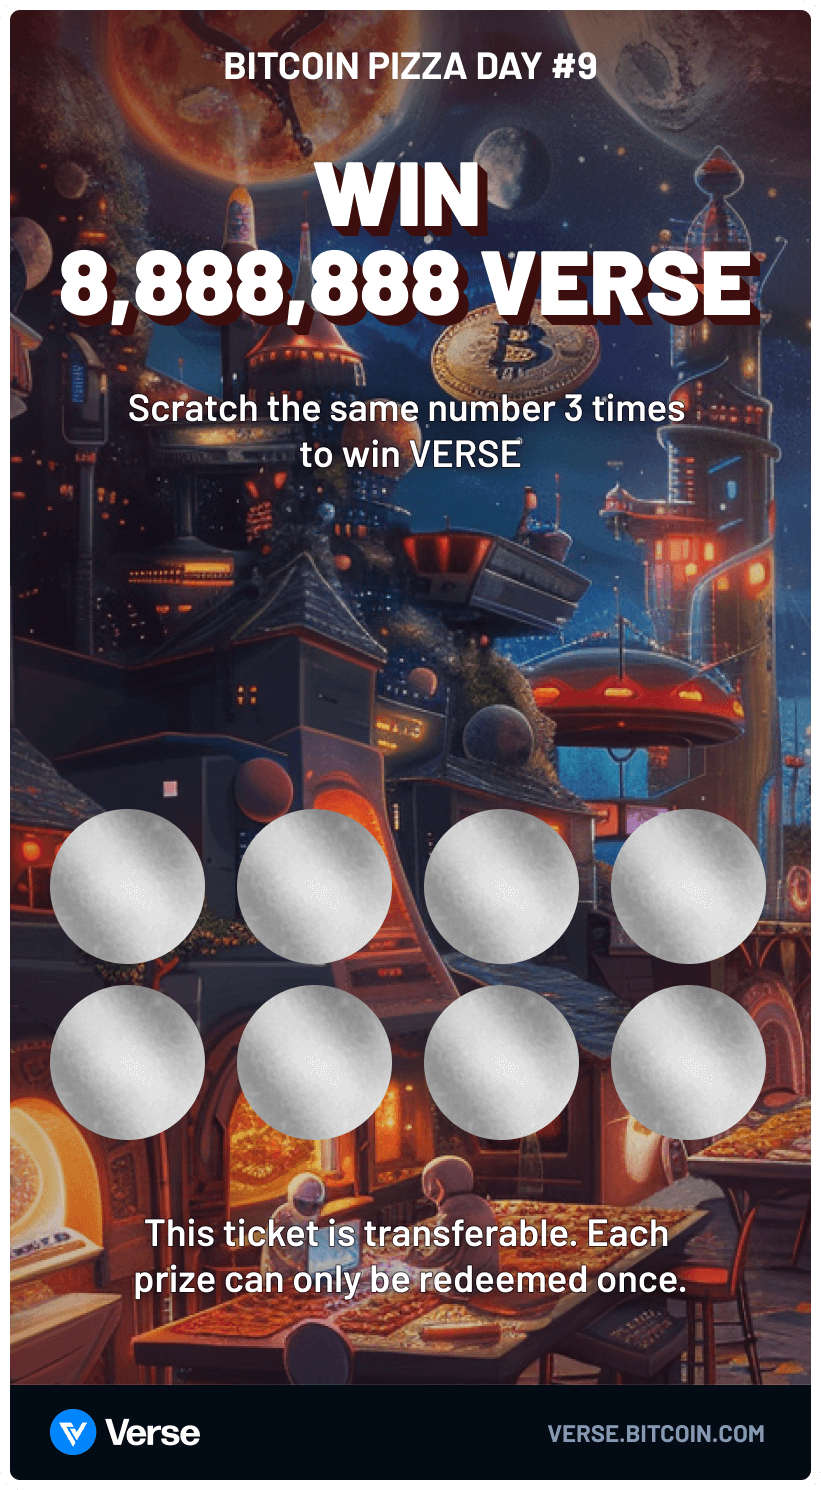 BITCOIN PIZZA DAY #9
WIN
8,888,888 VERSE
Scratch the same number 3 times
to win VERSE
This ticket is transferable. Each
prize can only be redeemed once.
Verse
VERSE.BITCOIN.COM